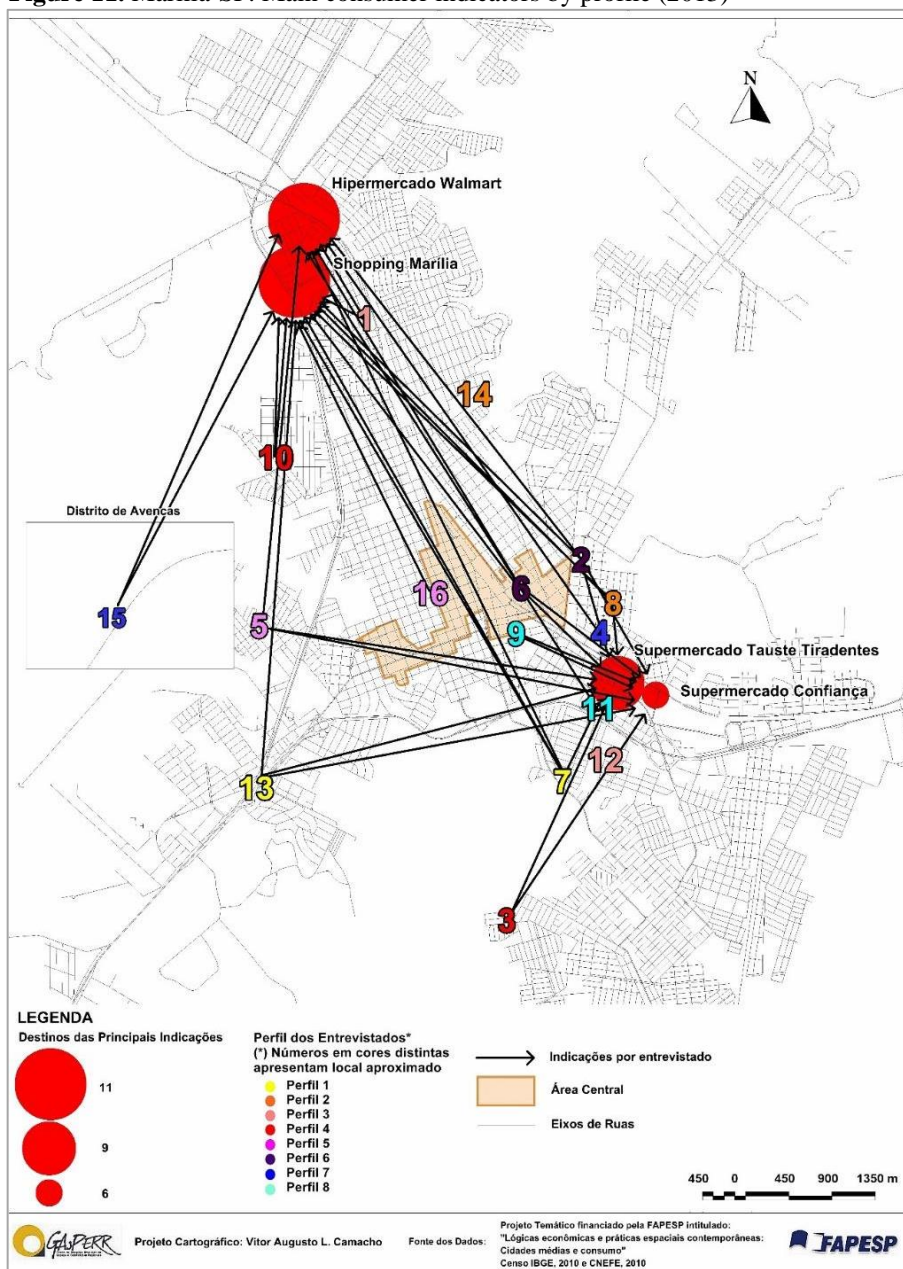 Figure 22. Marília-SP: Main consumer indicators by profile (2015)
N
Hipermercado Walmart
Shopping Marília
1
14
10
Distrito de Avencas
2
6
16
8
15
5
9
4
Supermercado Tauste Tiradentes
Supermercado Confiança
11
12
13
7
3
LEGENDA
Destinos das Principais Indicações
11
9
6
Perfil dos Entrevistados*
(*) Números em cores distintas
apresentam local aproximado
Perfil 1
Perfil 2
Perfil 3
Perfil 4
Perfil 5
Perfil 6
Perfil 7
Perfil 8
Indicações por entrevistado
Área Central
Eixos de Ruas
450 0 450 900 1350 m
GAsPERR
Projeto Cartográfico: Vitor Augusto L. Camacho
Fonte dos Dados:
Projeto Temático financiado pela FAPESP intitulado:
"Lógicas econômicas e práticas espaciais contemporâneas:
Cidades médias e consumo"
Censo IBGE, 2010 e CNEFE, 2010
FAPESP